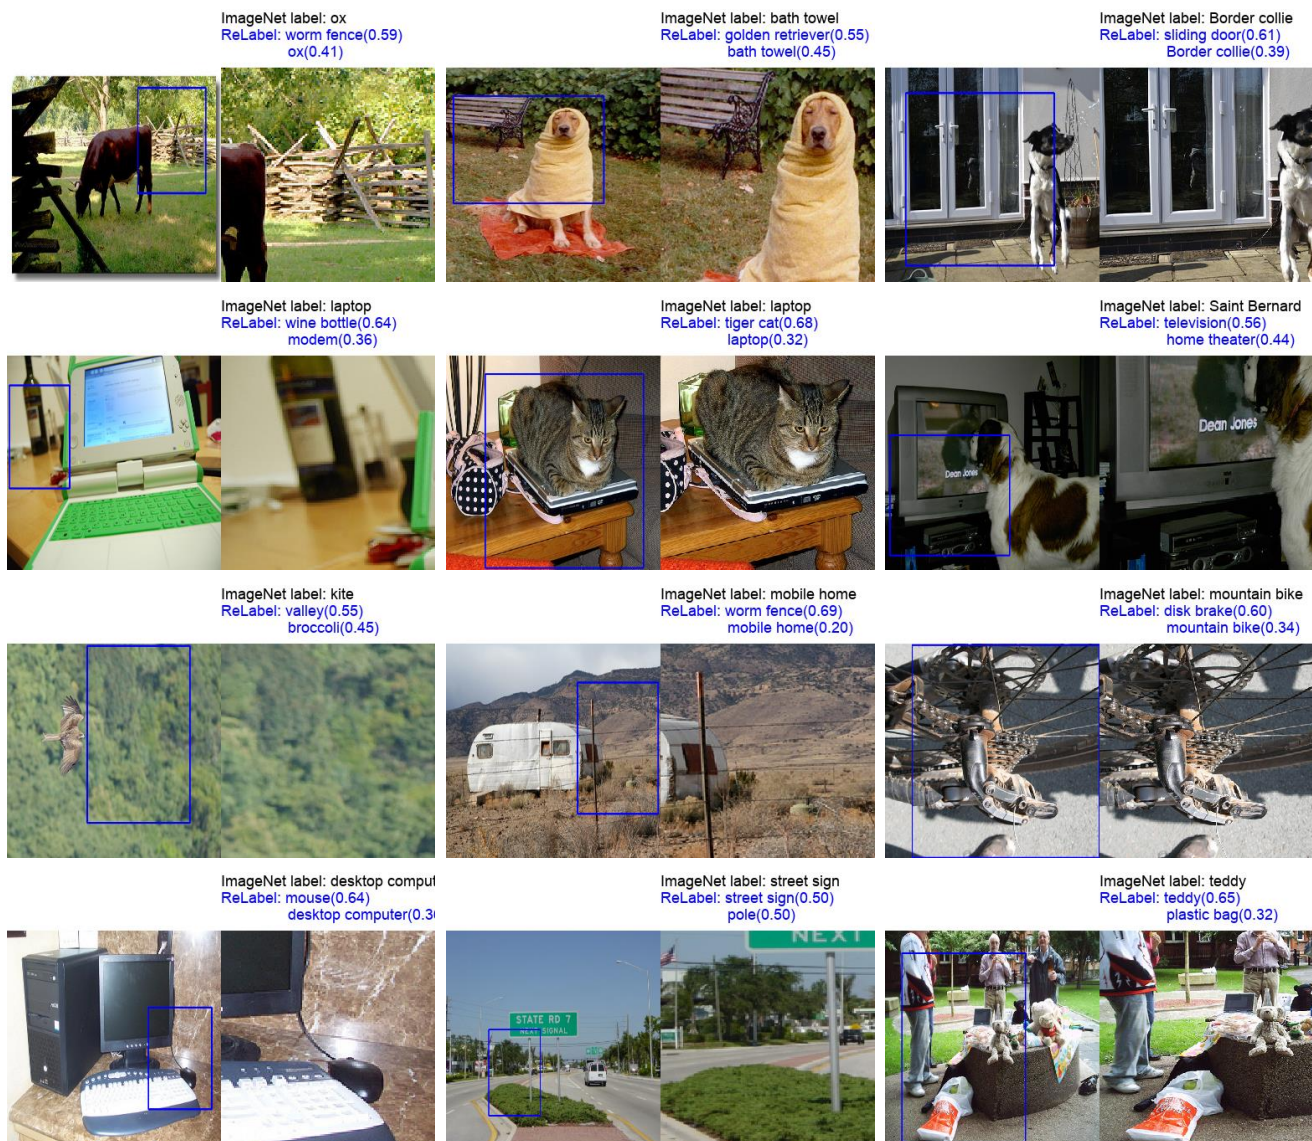 ImageNet label: ox
ReLabel: worm fence(0.59)
ox(0.41)
ImageNet label: bath towel
ReLabel: golden retriever(0.55)
bath towel(0.45)
ImageNet label: Border collie
ReLabel: sliding door(0.61)
Border collie(0.39)
ImageNet label: laptop
ReLabel: wine bottle(0.64)
modem(0.36)
ImageNet label: laptop
ReLabel: tiger cat(0.68)
laptop(0.32)
ImageNet label: Saint Bernard
ReLabel: television(0.56)
home theater(0.44)
Dean Jones
Dean Jones
ImageNet label: kite
ReLabel: valley(0.55)
broccoli(0.45)
ImageNet label: mobile home
ReLabel: worm fence(0.69)
mobile home(0.20)
ImageNet label: mountain bike
ReLabel: disk brake(0.60)
mountain bike(0.34)
ImageNet label: desktop comput
ReLabel: mouse(0.64)
desktop computer(0.3
ImageNet label: street sign
ReLabel: street sign(0.50)
pole(0.50)
ImageNet label: teddy
ReLabel: teddy(0.65)
plastic bag(0.32)
STATE RD 7
NEXT SIGNAL
NEXT